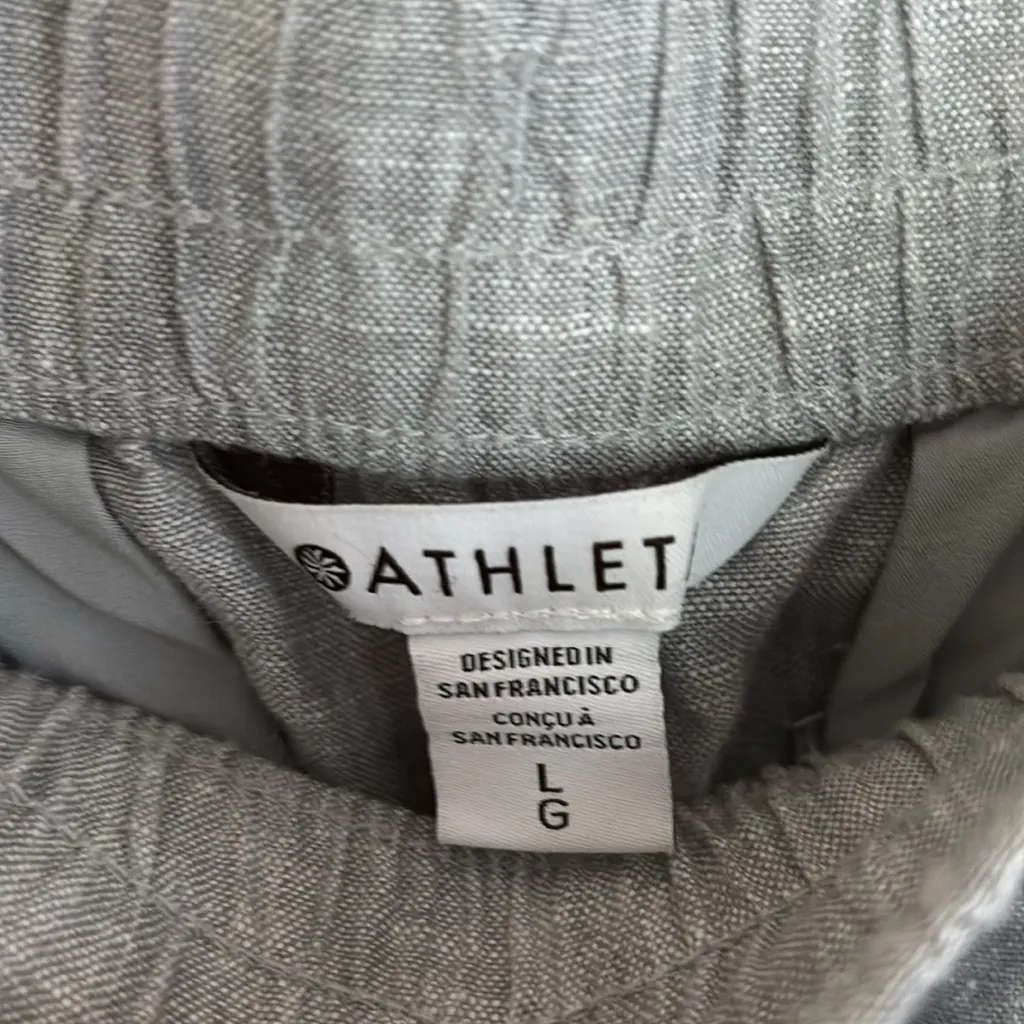 ATHLET
DESIGNED IN
SAN FRANCISCO
CONÇU À
SAN FRANCISCO
L
G